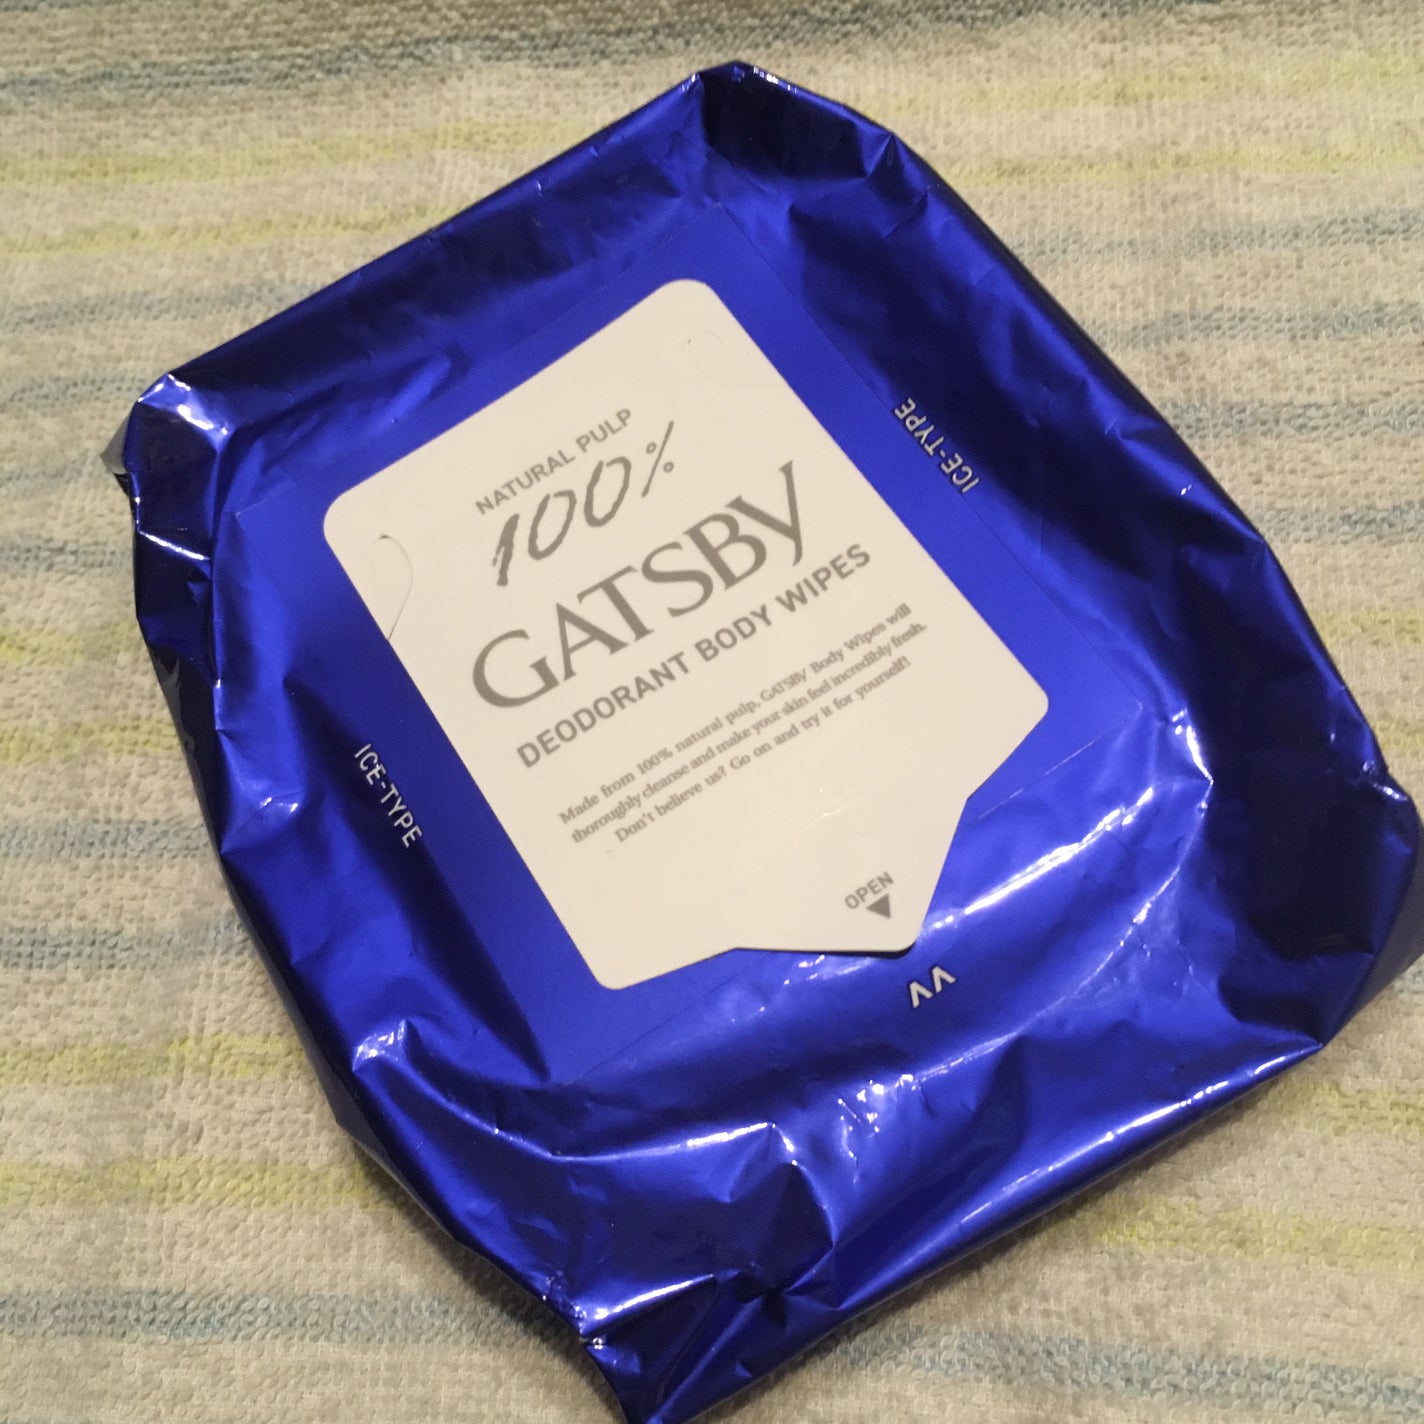 NATURAL PULP
100%
GATSBY
DEODORANT BODY WIPES
Made from 100% natural pulp, GATSBY Body Wipes will
thoroughly cleanse and make your skin feel incredibly fresh.
Don't believe us? Go on and try it for yourself!
OPEN
ICE-TYPE
ICE-TYPE